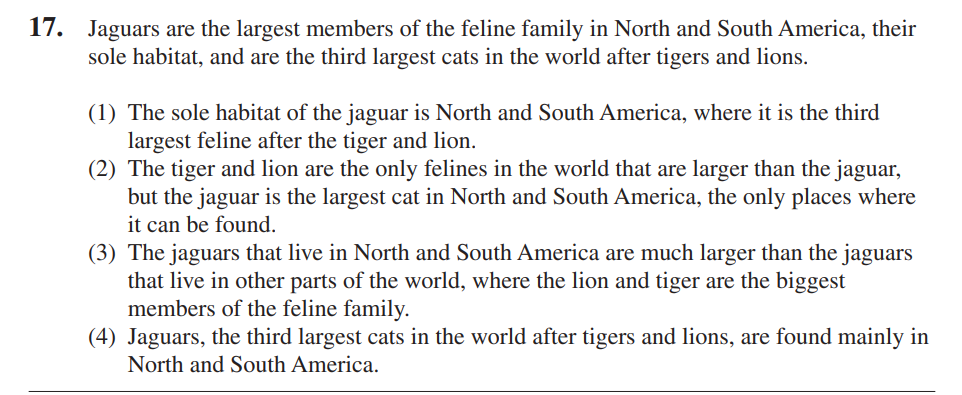 17. Jaguars are the largest members of the feline family in North and South America, their
sole habitat, and are the third largest cats in the world after tigers and lions.
(1) The sole habitat of the jaguar is North and South America, where it is the third
largest feline after the tiger and lion.
(2) The tiger and lion are the only felines in the world that are larger than the jaguar,
but the jaguar is the largest cat in North and South America, the only places where
it can be found.
(3) The jaguars that live in North and South America are much larger than the jaguars
that live in other parts of the world, where the lion and tiger are the biggest
members of the feline family.
(4) Jaguars, the third largest cats in the world after tigers and lions, are found mainly in
North and South America.